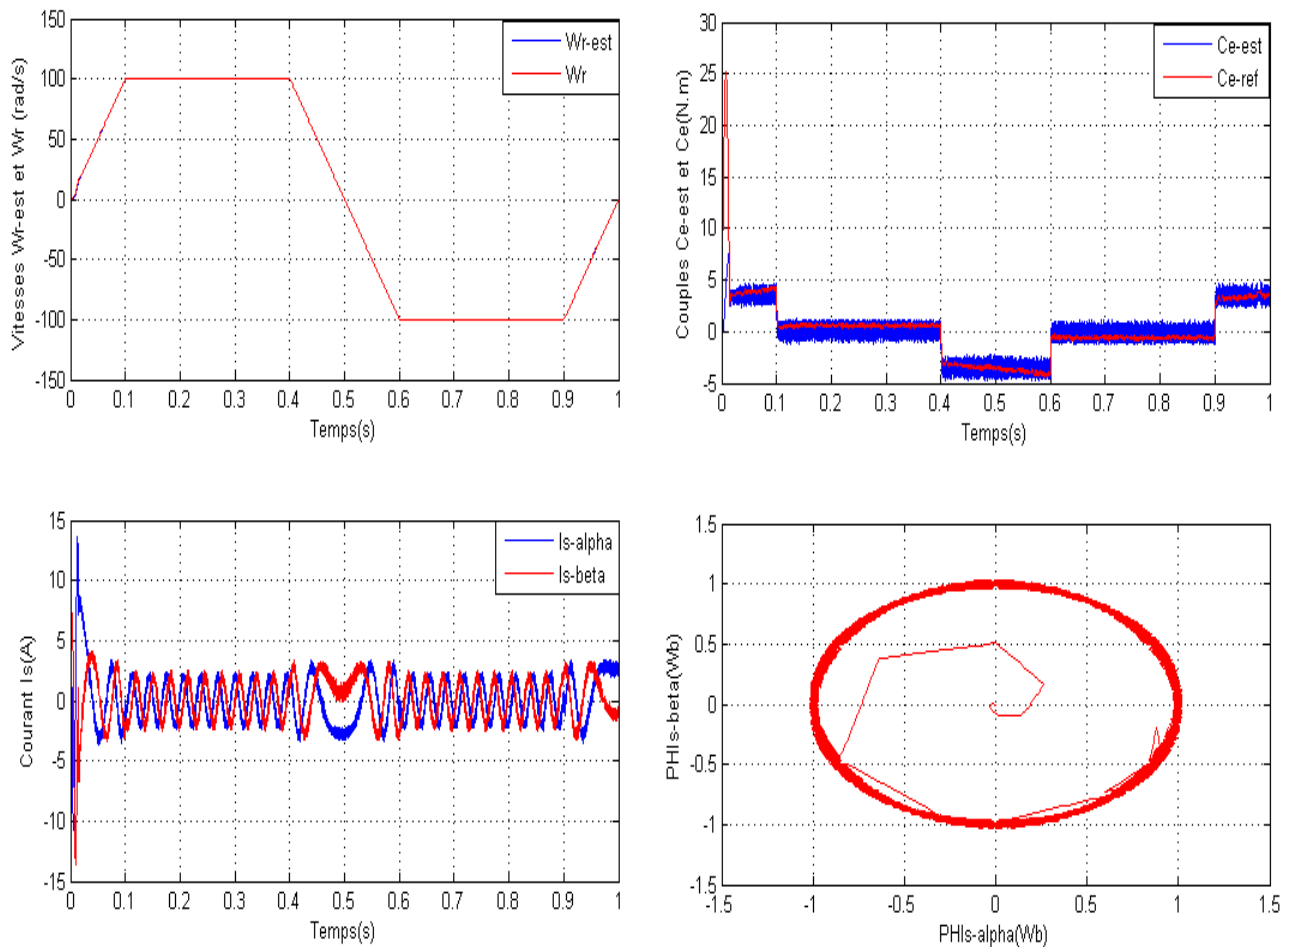 Vitesses Wr-est et Wr (rad/s)
150
100
50
0
-50
-100
-150
Wr-est
Wr
0 0.1 0.2 0.3 0.4 0.5 0.6 0.7 0.8 0.9 1
Temps(s)
Couples Ce-est et Ce(N.m)
30
25
20
15
10
5
0
-5
Ce-est
Ce-ref
0 0.1 0.2 0.3 0.4 0.5 0.6 0.7 0.8 0.9 1
Temps(s)
Courant Is(A)
15
10
5
0
-5
-10
-15
Is-alpha
Is-beta
0 0.1 0.2 0.3 0.4 0.5 0.6 0.7 0.8 0.9 1
Temps(s)
PHIs-beta(Wb)
1.5
1
0.5
0
-0.5
-1
-1.5
-1.5 -1 -0.5 0 0.5 1 1.5
PHIs-alpha(Wb)